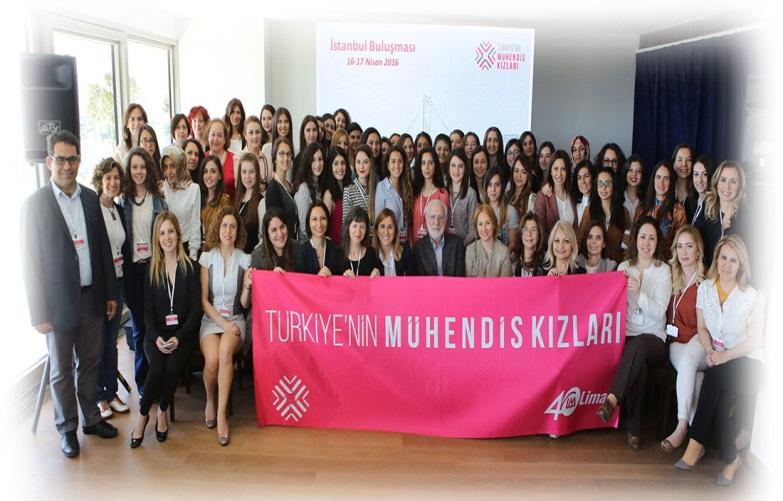 İstanbul Buluşması
16-17 Nisan 2016
TÜRKİYE'NİN
MÜHENDİS
KIZLARI
TÜRKİYE'NİN MÜHENDİS KIZLARI
40
Limak